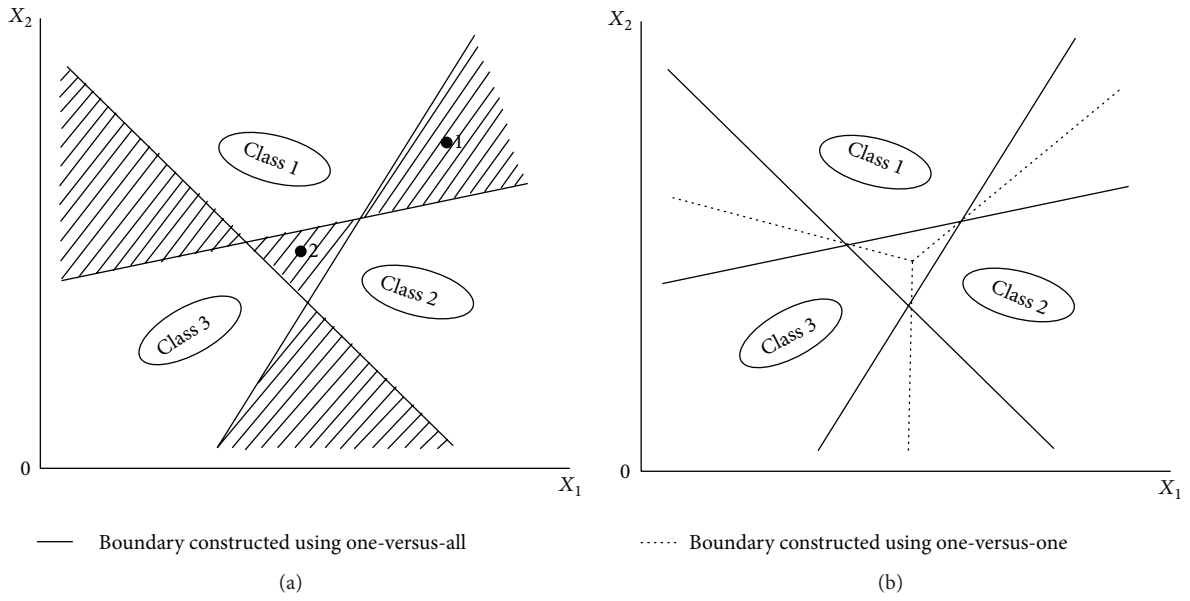 X2
Class 1
1
2
Class 2
Class 3
0
X1
Boundary constructed using one-versus-all
(a)
X2
Class 1
Class 2
Class 3
0
X1
Boundary constructed using one-versus-one
(b)